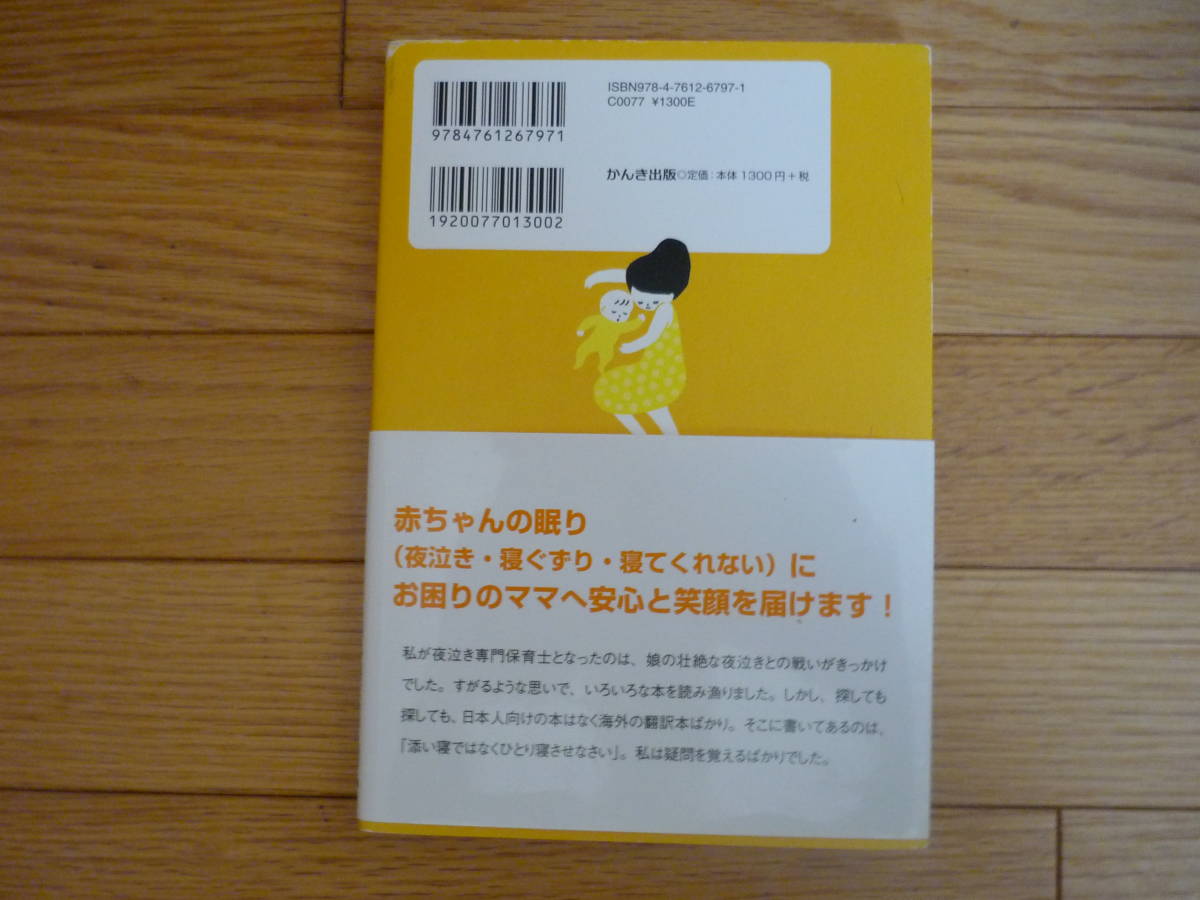 ISBN978-4-7612-6797-1
C0077 ¥1300E
9784761267971
かんき出版◎定価：本体1300円+税
1920077013002
赤ちゃんの眠り
（夜泣き・寝ぐずり・寝てくれない）に
お困りのママへ安心と笑顔を届けます！
私が夜泣き専門保育士となったのは、娘の壮絶な夜泣きとの戦いがきっかけ
でした。すがるような思いで、いろいろな本を読み漁りました。しかし、探しても
探しても、日本人向けの本はなく海外の翻訳本ばかり。そこに書いてあるのは、
「添い寝ではなくひとり寝させなさい」。私は疑問を覚えるばかりでした。